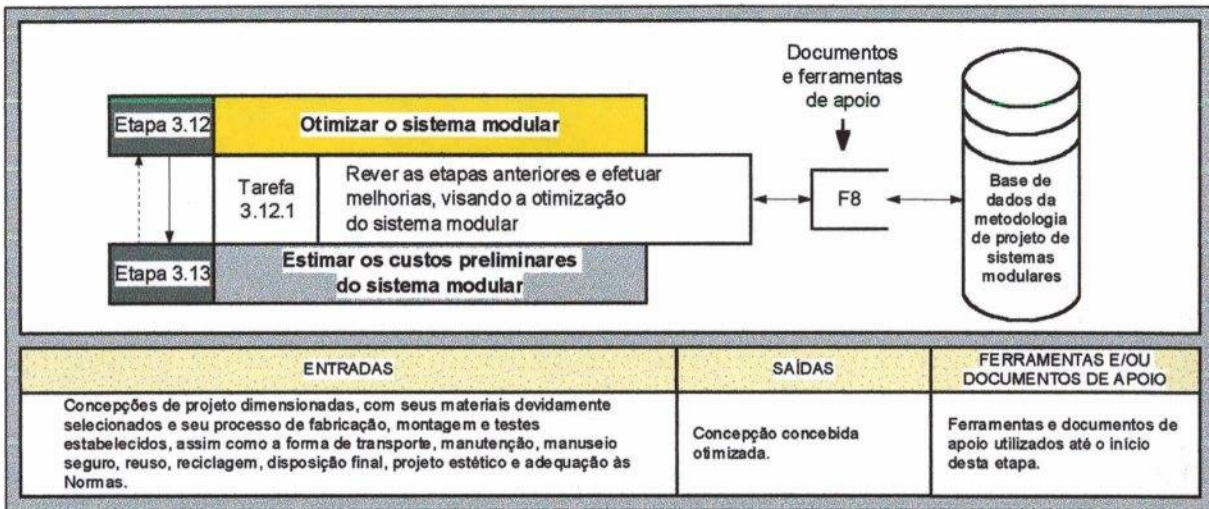 Documentos
e ferramentas
de apoio
Etapa 3.12
Otimizar o sistema modular
Tarefa
3.12.1
Rever as etapas anteriores e efetuar
melhorias, visando a otimização
do sistema modular
F8
Base de
dados da
metodologia
de projeto de
sistemas
modulares
Etapa 3.13
Estimar os custos preliminares
do sistema modular
ENTRADAS
SAÍDAS
FERRAMENTAS E/OU
DOCUMENTOS DE APOIO
Concepções de projeto dimensionadas, com seus materiais devidamente
selecionados e seu processo de fabricação, montagem e testes
estabelecidos, assim como a forma de transporte, manutenção, manuseio
seguro, reuso, reciclagem, disposição final, projeto estético e adequação às
Normas.
Concepção concebida
otimizada.
Ferramentas e documentos de
apoio utilizados até o início
desta etapa.